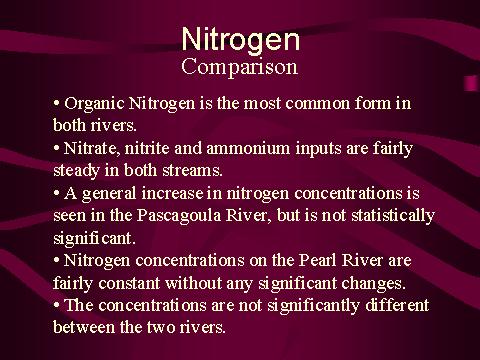 Nitrogen
Comparison
• Organic Nitrogen is the most common form in
both rivers.
• Nitrate, nitrite and ammonium inputs are fairly
steady in both streams.
• A general increase in nitrogen concentrations is
seen in the Pascagoula River, but is not statistically
significant.
• Nitrogen concentrations on the Pearl River are
fairly constant without any significant changes.
• The concentrations are not significantly different
between the two rivers.